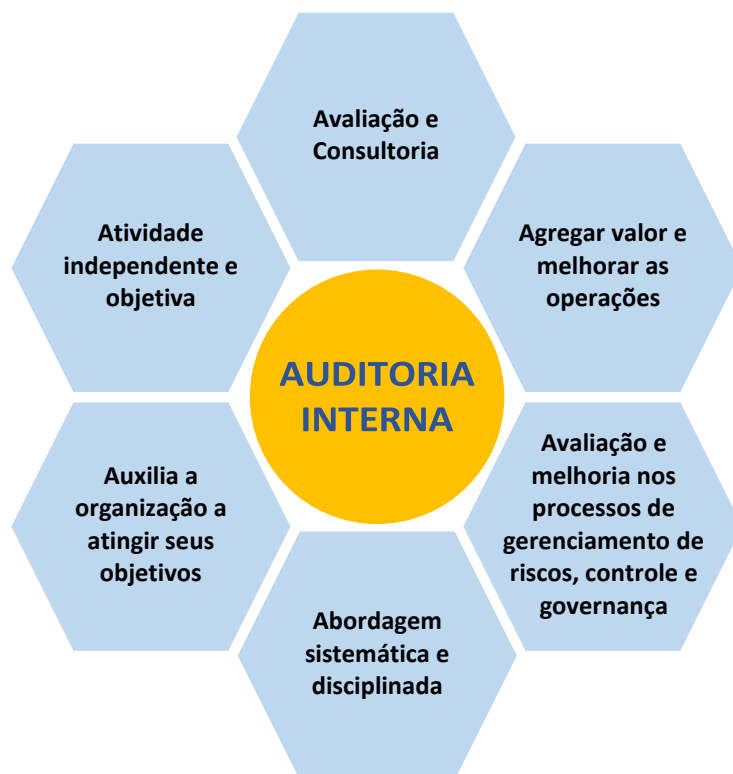 Avaliação e
Consultoria
Atividade
independente e
objetiva
Agregar valor e
melhorar as
operações
AUDITORIA
INTERNA
Auxilia a
organização a
atingir seus
objetivos
Avaliação e
melhoria nos
processos de
gerenciamento de
riscos, controle e
governança
Abordagem
sistemática e
disciplinada